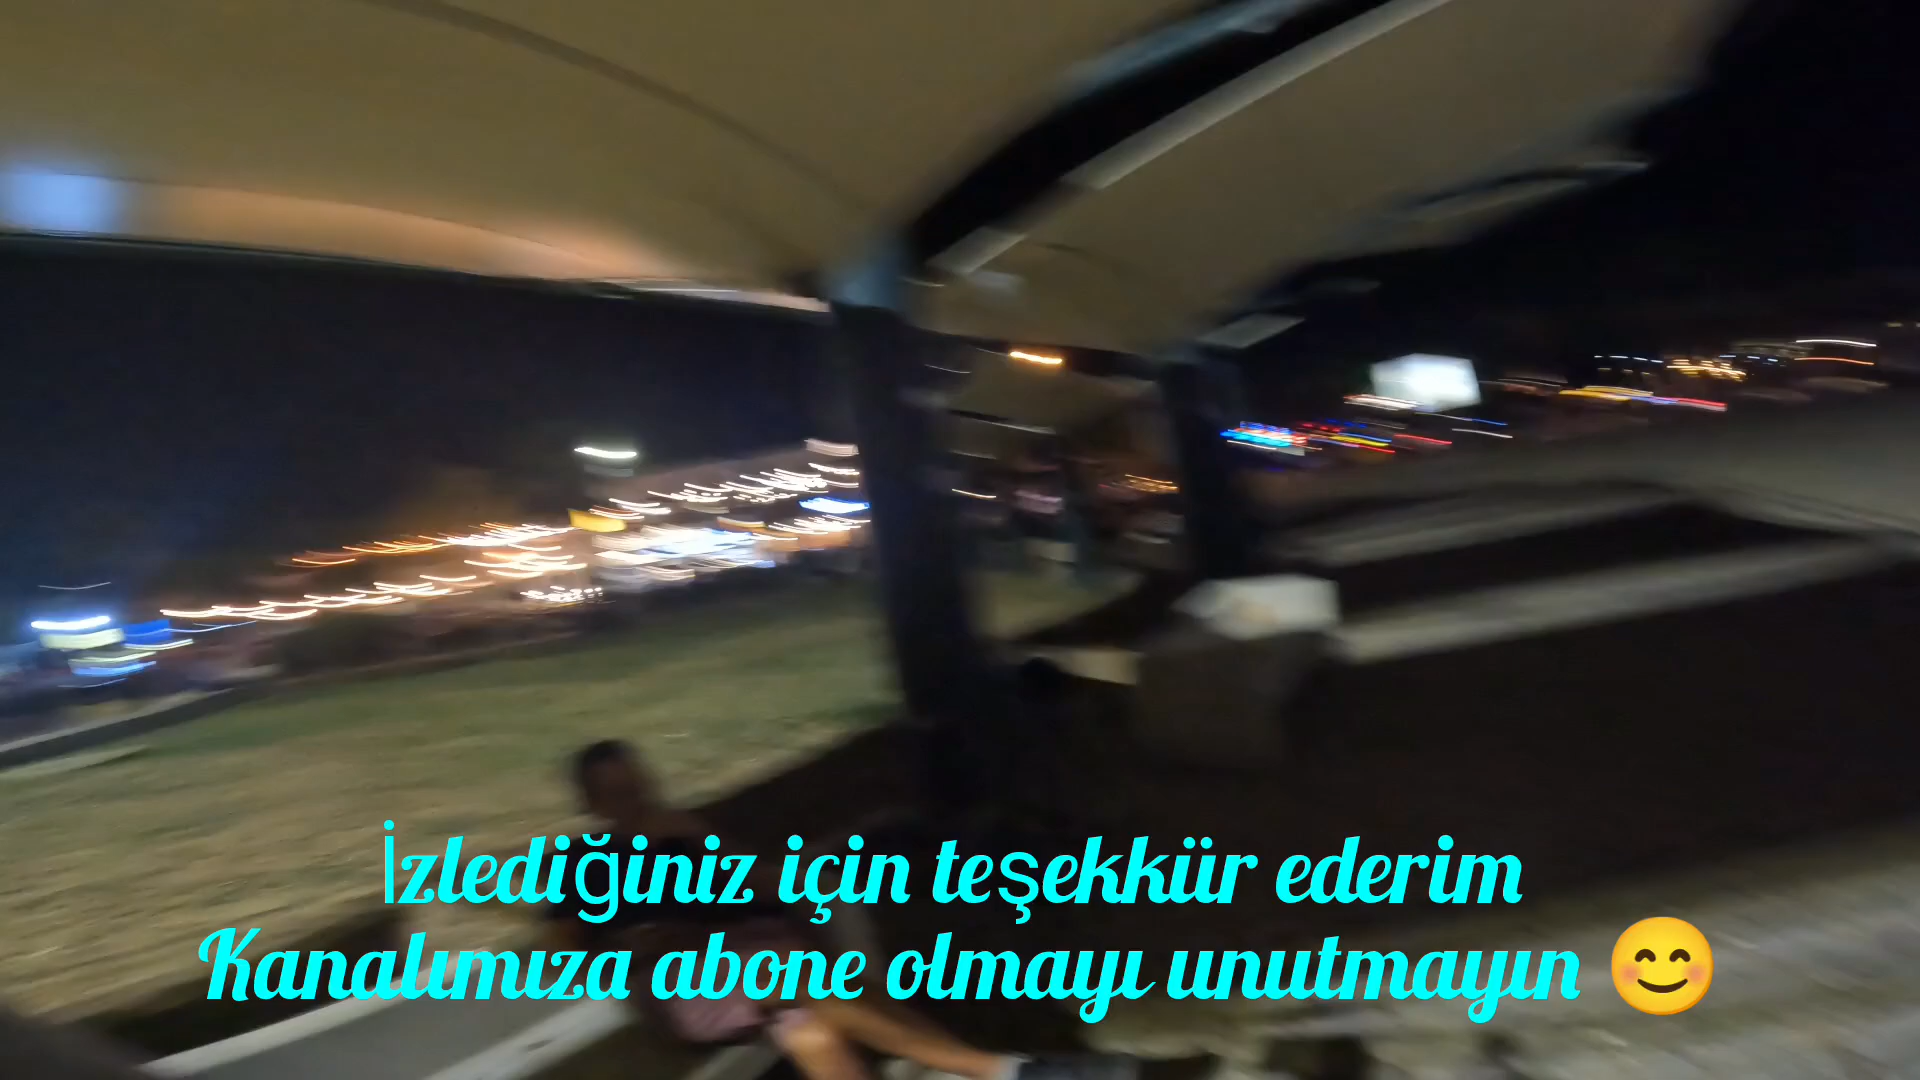 İzlediğiniz için teşekkür ederim
Kanalımıza abone olmayı unutmayın 😊